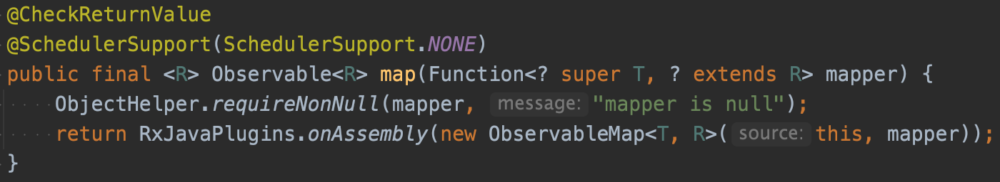 @CheckReturnValue
@SchedulerSupport(SchedulerSupport.NONE)
public final <R> Observable<R> map(Function<? super T, ? extends R> mapper) {
ObjectHelper.requireNonNull(mapper, message: "mapper is null");
return RxJavaPlugins.onAssembly(new ObservableMap<T, R>( source: this, mapper));
}